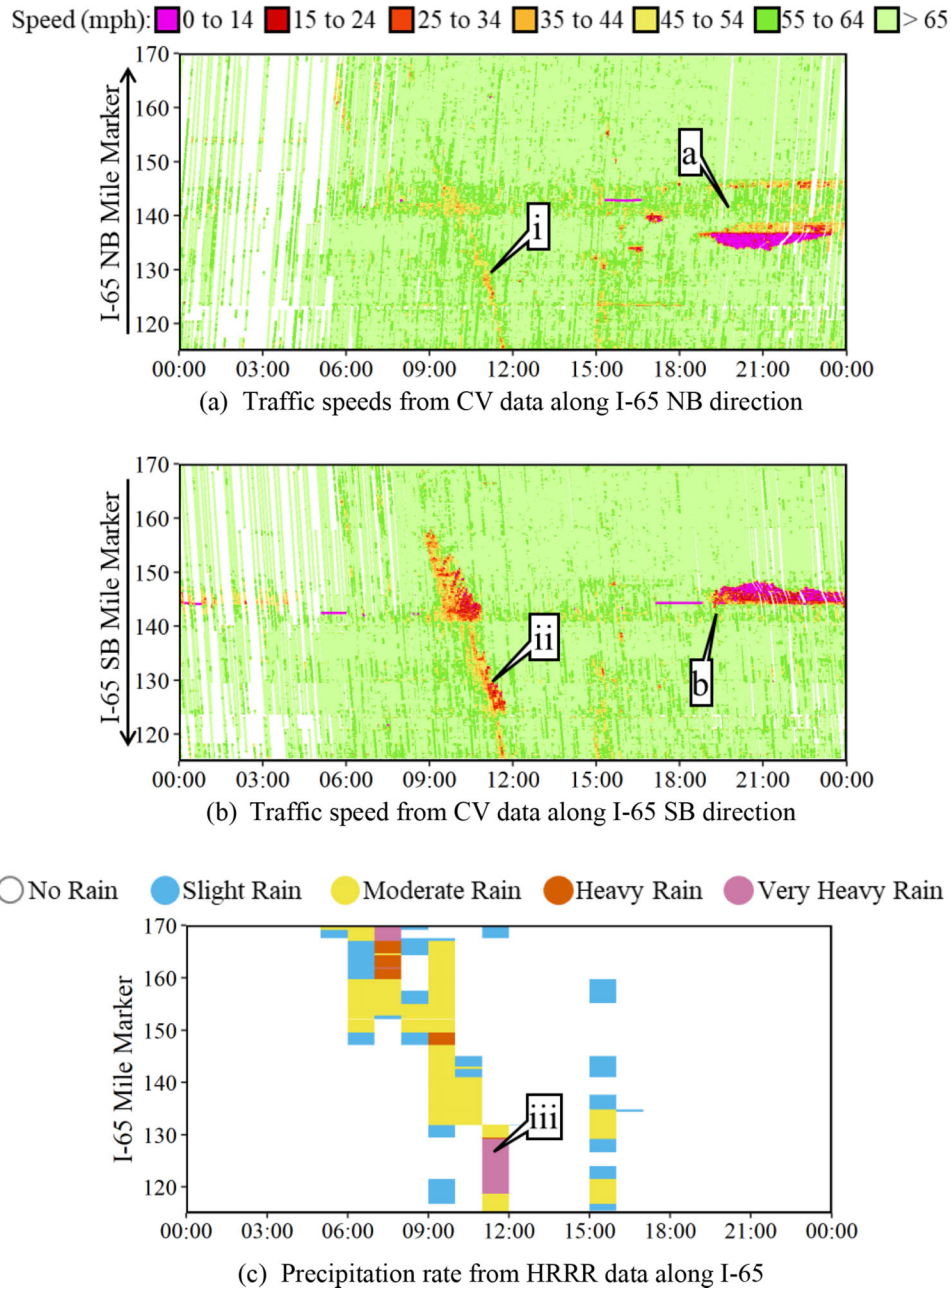 Speed (mph): 0 to 14 15 to 24 25 to 34 35 to 44 45 to 54 55 to 64 > 65
I-65 NB Mile Marker
170
160
150
140
130
120
a
i
00:00 03:00 06:00 09:00 12:00 15:00 18:00 21:00 00:00
(a) Traffic speeds from CV data along I-65 NB direction
I-65 SB Mile Marker
170
160
150
140
130
120
ii
b
00:00 03:00 06:00 09:00 12:00 15:00 18:00 21:00 00:00
(b) Traffic speed from CV data along I-65 SB direction
No Rain Slight Rain Moderate Rain Heavy Rain Very Heavy Rain
I-65 Mile Marker
170
160
150
140
130
120
iii
00:00 03:00 06:00 09:00 12:00 15:00 18:00 21:00 00:00
(c) Precipitation rate from HRRR data along I-65